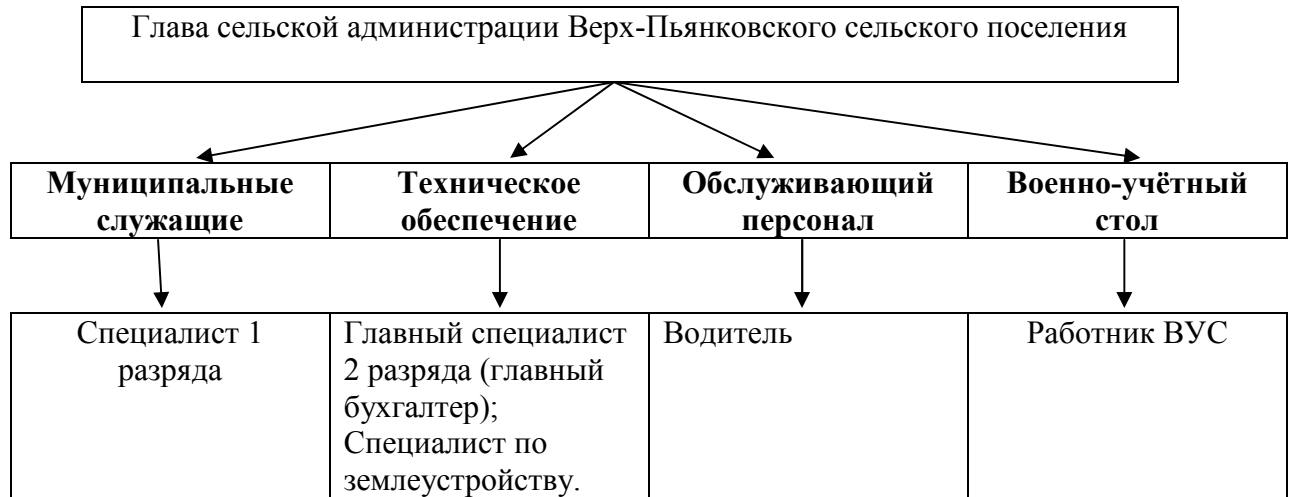 Глава сельской администрации Верх-Пьянковского сельского поселения
Муниципальные
служащие
Техническое
обеспечение
Обслуживающий
персонал
Военно-учётный
стол
Специалист 1
разряда
Главный специалист
2 разряда (главный
бухгалтер);
Специалист по
землеустройству.
Водитель
Работник ВУС